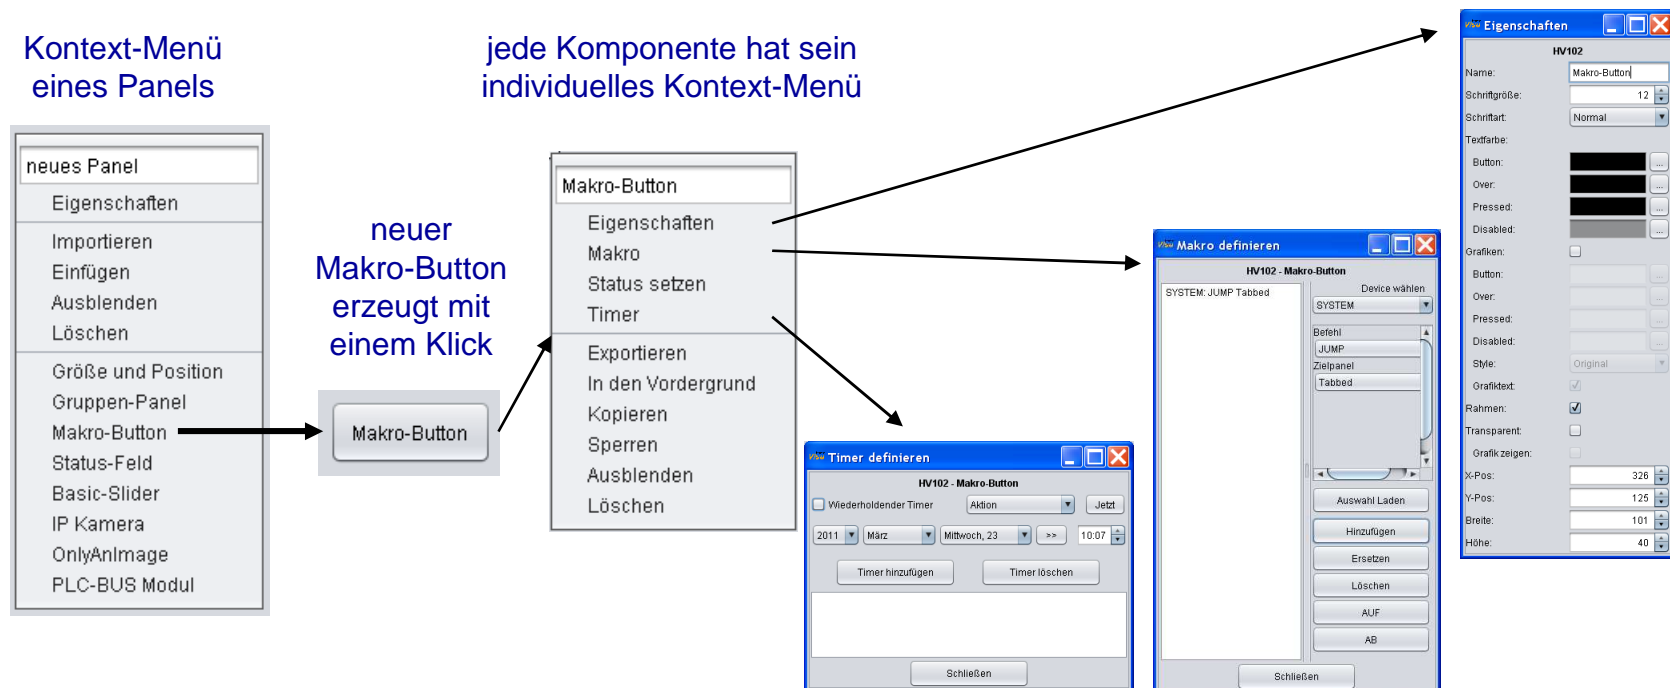 Kontext-Menü
eines Panels
neues Panel
Eigenschaften
Importieren
Einfügen
Ausblenden
Löschen
Größe und Position
Gruppen-Panel
Makro-Button
Status-Feld
Basic-Slider
IP Kamera
OnlyAnImage
PLC-BUS Modul
neuer
Makro-Button
erzeugt mit
einem Klick
Makro-Button
jede Komponente hat sein
individuelles Kontext-Menü
Makro-Button
Eigenschaften
Makro
Status setzen
Timer
Exportieren
In den Vordergrund
Kopieren
Sperren
Ausblenden
Löschen
Timer definieren
HV102 - Makro-Button
Wiederholender Timer Aktion Jetzt
2011 März Mittwoch, 23 >> 10:07
Timer hinzufügen Timer löschen
Schließen
Makro definieren
HV102 - Makro-Button
SYSTEM: JUMP Tabbed
Device wählen
SYSTEM
Befehl
JUMP
Zielpanel
Tabbed
Auswahl Laden
Hinzufügen
Ersetzen
Löschen
AUF
AB
Schließen
Eigenschaften
HV102
Name: Makro-Button
Schriftgröße: 12
Schriftart: Normal
Textfarbe:
Button: ...
Over: ...
Pressed: ...
Disabled: ...
Grafiken:
Button: ...
Over: ...
Pressed: ...
Disabled: ...
Style: Original
Grafiktext:
Rahmen:
Transparent:
Grafik zeigen:
X-Pos: 326
Y-Pos: 125
Breite: 101
Höhe: 40